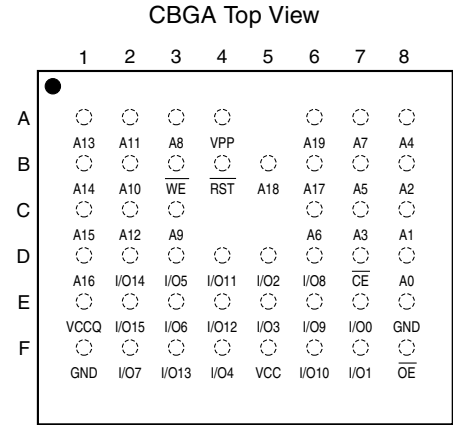 CBGA Top View
1 2 3 4 5 6 7 8
A
A13 A11 A8 VPP A19 A7 A4
B
A14 A10 WE RST A18 A17 A5 A2
C
A15 A12 A9 A6 A3 A1
D
A16 I/O14 I/O5 I/O11 I/O2 I/O8 CE A0
E
VCCQ I/O15 I/O6 I/O12 I/O3 I/O9 I/O0 GND
F
GND I/O7 I/O13 I/O4 VCC I/O10 I/O1 OE